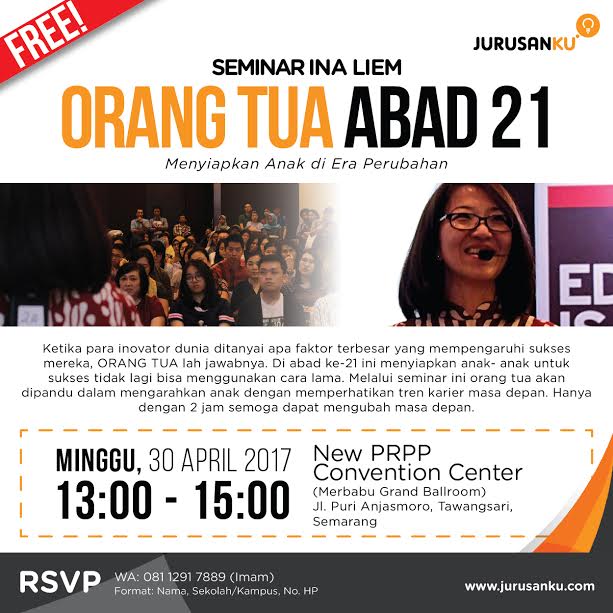 FREE!
JURUSANKU
SEMINAR INA LIEM
ORANG TUA ABAD 21
Menyiapkan Anak di Era Perubahan
Ketika para inovator dunia ditanyai apa faktor terbesar yang mempengaruhi sukses
mereka, ORANG TUA lah jawabnya. Di abad ke-21 ini menyiapkan anak- anak untuk
sukses tidak lagi bisa menggunakan cara lama. Melalui seminar ini orang tua akan
dipandu dalam mengarahkan anak dengan memperhatikan tren karier masa depan. Hanya
dengan 2 jam semoga dapat mengubah masa depan.
MINGGU, 30 APRIL 2017
13:00 - 15:00
New PRPP
Convention Center
(Merbabu Grand Ballroom)
Jl. Puri Anjasmoro, Tawangsari,
Semarang
RSVP
WA: 081 1291 7889 (Imam)
Format: Nama, Sekolah/Kampus, No. HP
www.jurusanku.com